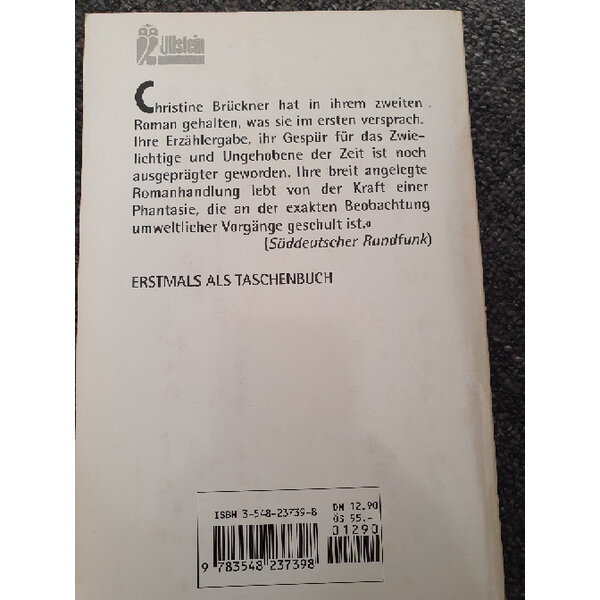 Ullstein
Christine Brückner hat in ihrem zweiten
Roman gehalten, was sie im ersten versprach.
Ihre Erzählergabe, ihr Gespür für das Zwie-
lichtige und Ungehobene der Zeit ist noch
ausgeprägter geworden. Ihre breit angelegte
Romanhandlung lebt von der Kraft einer
Phantasie, die an der exakten Beobachtung
umweltlicher Vorgänge geschult ist.«
(Süddeutscher Rundfunk)
ERSTMALS ALS TASCHENBUCH
ISBN 3-548-23739-8
DM 12.90
ÖS 95.-
01290
9 783548 237398